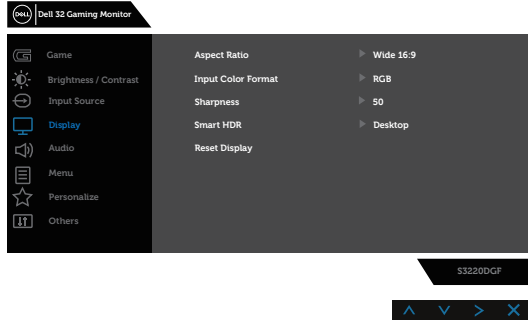 DELL Dell 32 Gaming Monitor
Game
Brightness / Contrast
Input Source
Display
Audio
Menu
Personalize
Others
Aspect Ratio Wide 16:9
Input Color Format RGB
Sharpness 50
Smart HDR Desktop
Reset Display
S3220DGF